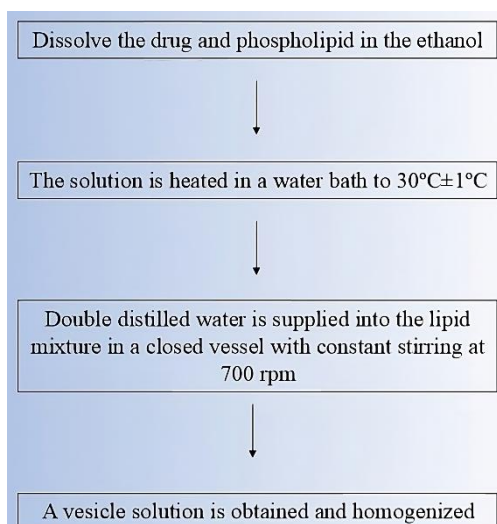 Dissolve the drug and phospholipid in the ethanol
The solution is heated in a water bath to 30ºC±1ºC
Double distilled water is supplied into the lipid
mixture in a closed vessel with constant stirring at
700 rpm
A vesicle solution is obtained and homogenized